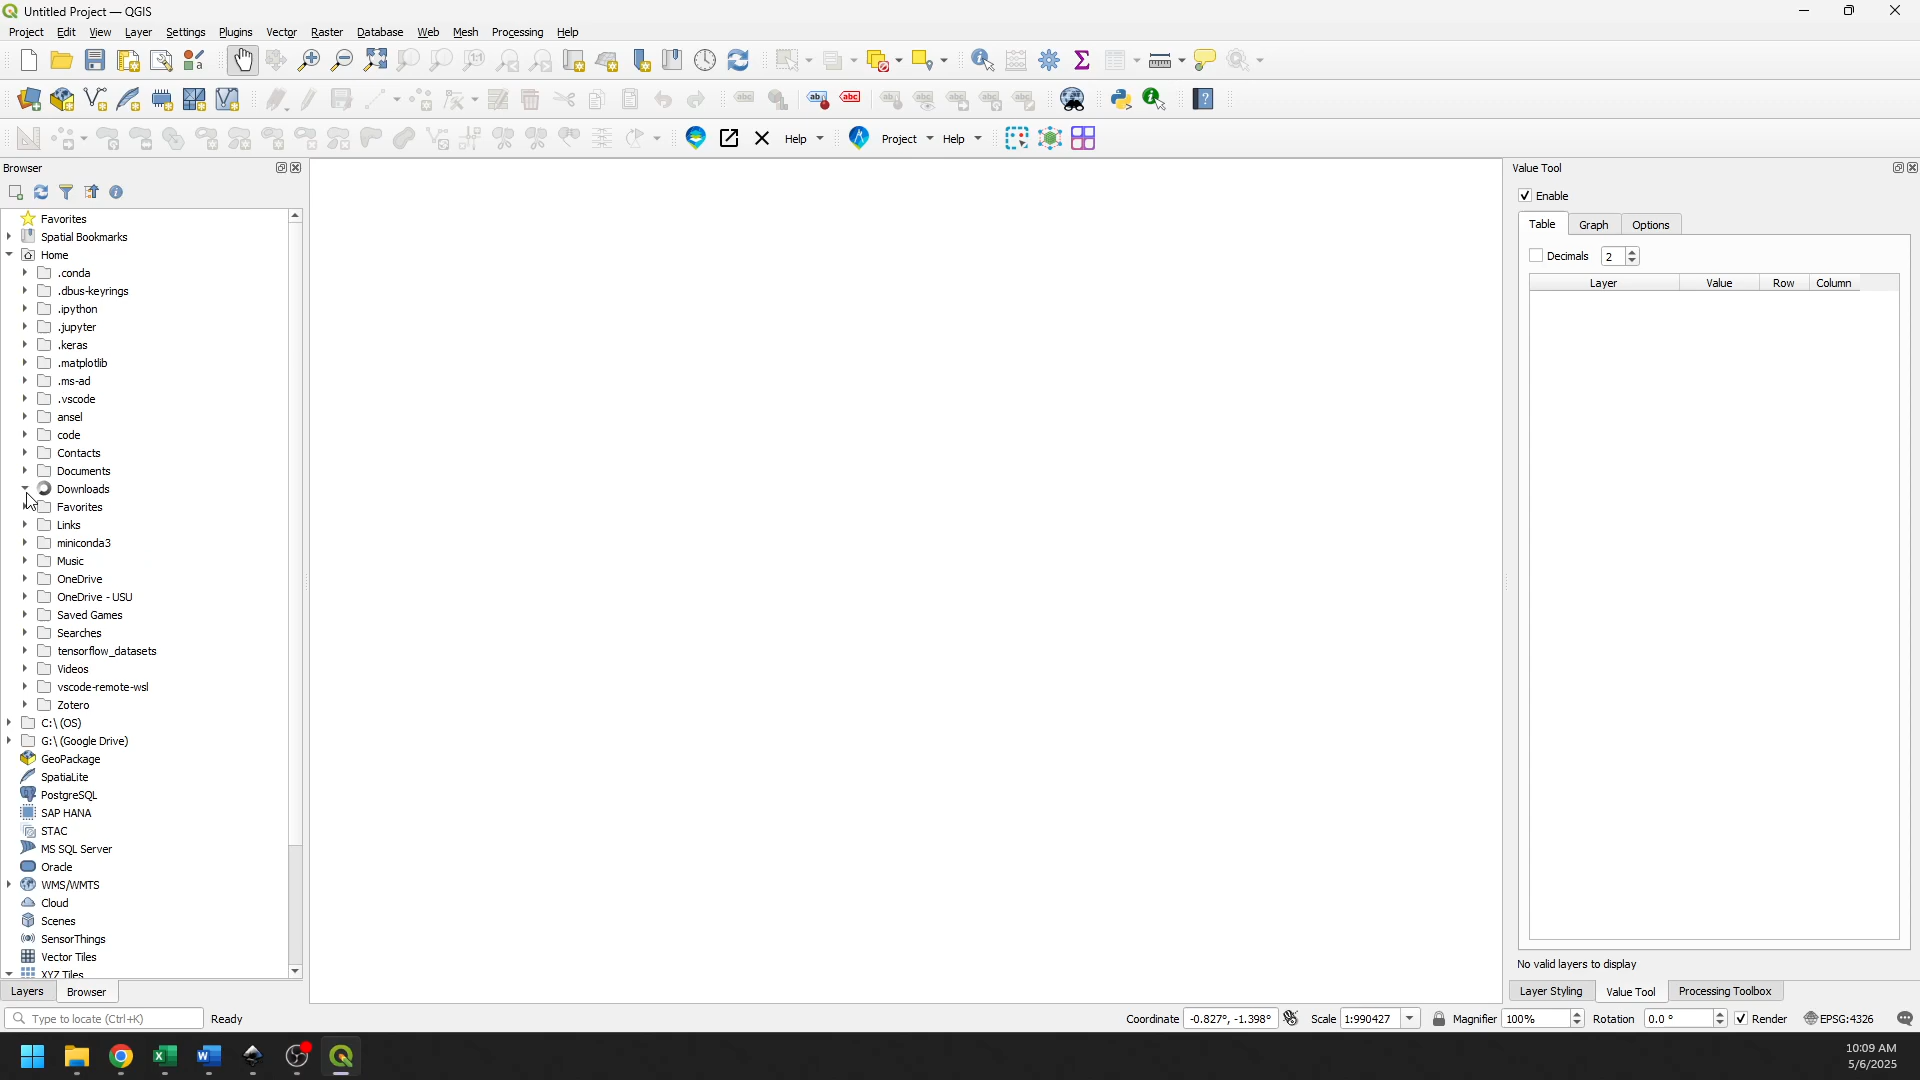 Untitled Project — QGIS
Project Edit View Layer Settings Plugins Vector Raster Database Web Mesh Processing Help
Help Project Help
Browser
Favorites
Spatial Bookmarks
Home
.conda
.dbus-keyrings
.ipython
.jupyter
.keras
.matplotlib
.ms-ad
.vscode
ansel
code
Contacts
Documents
Downloads
Favorites
Links
miniconda3
Music
OneDrive
OneDrive - USU
Saved Games
Searches
tensorflow_datasets
Videos
vscode-remote-wsl
Zotero
C:\ (OS)
G:\ (Google Drive)
GeoPackage
SpatiaLite
PostgreSQL
SAP HANA
STAC
MS SQL Server
Oracle
WMS/WMTS
Cloud
Scenes
SensorThings
Vector Tiles
XYZ Tiles
Layers Browser
Value Tool
Enable
Table Graph Options
Decimals 2
Layer Value Row Column
No valid layers to display
Layer Styling Value Tool Processing Toolbox
Type to locate (Ctrl+K) Ready Coordinate -0.827°, -1.398° Scale 1:990427 Magnifier 100% Rotation 0.0 ° Render EPSG:4326
10:09 AM
5/6/2025